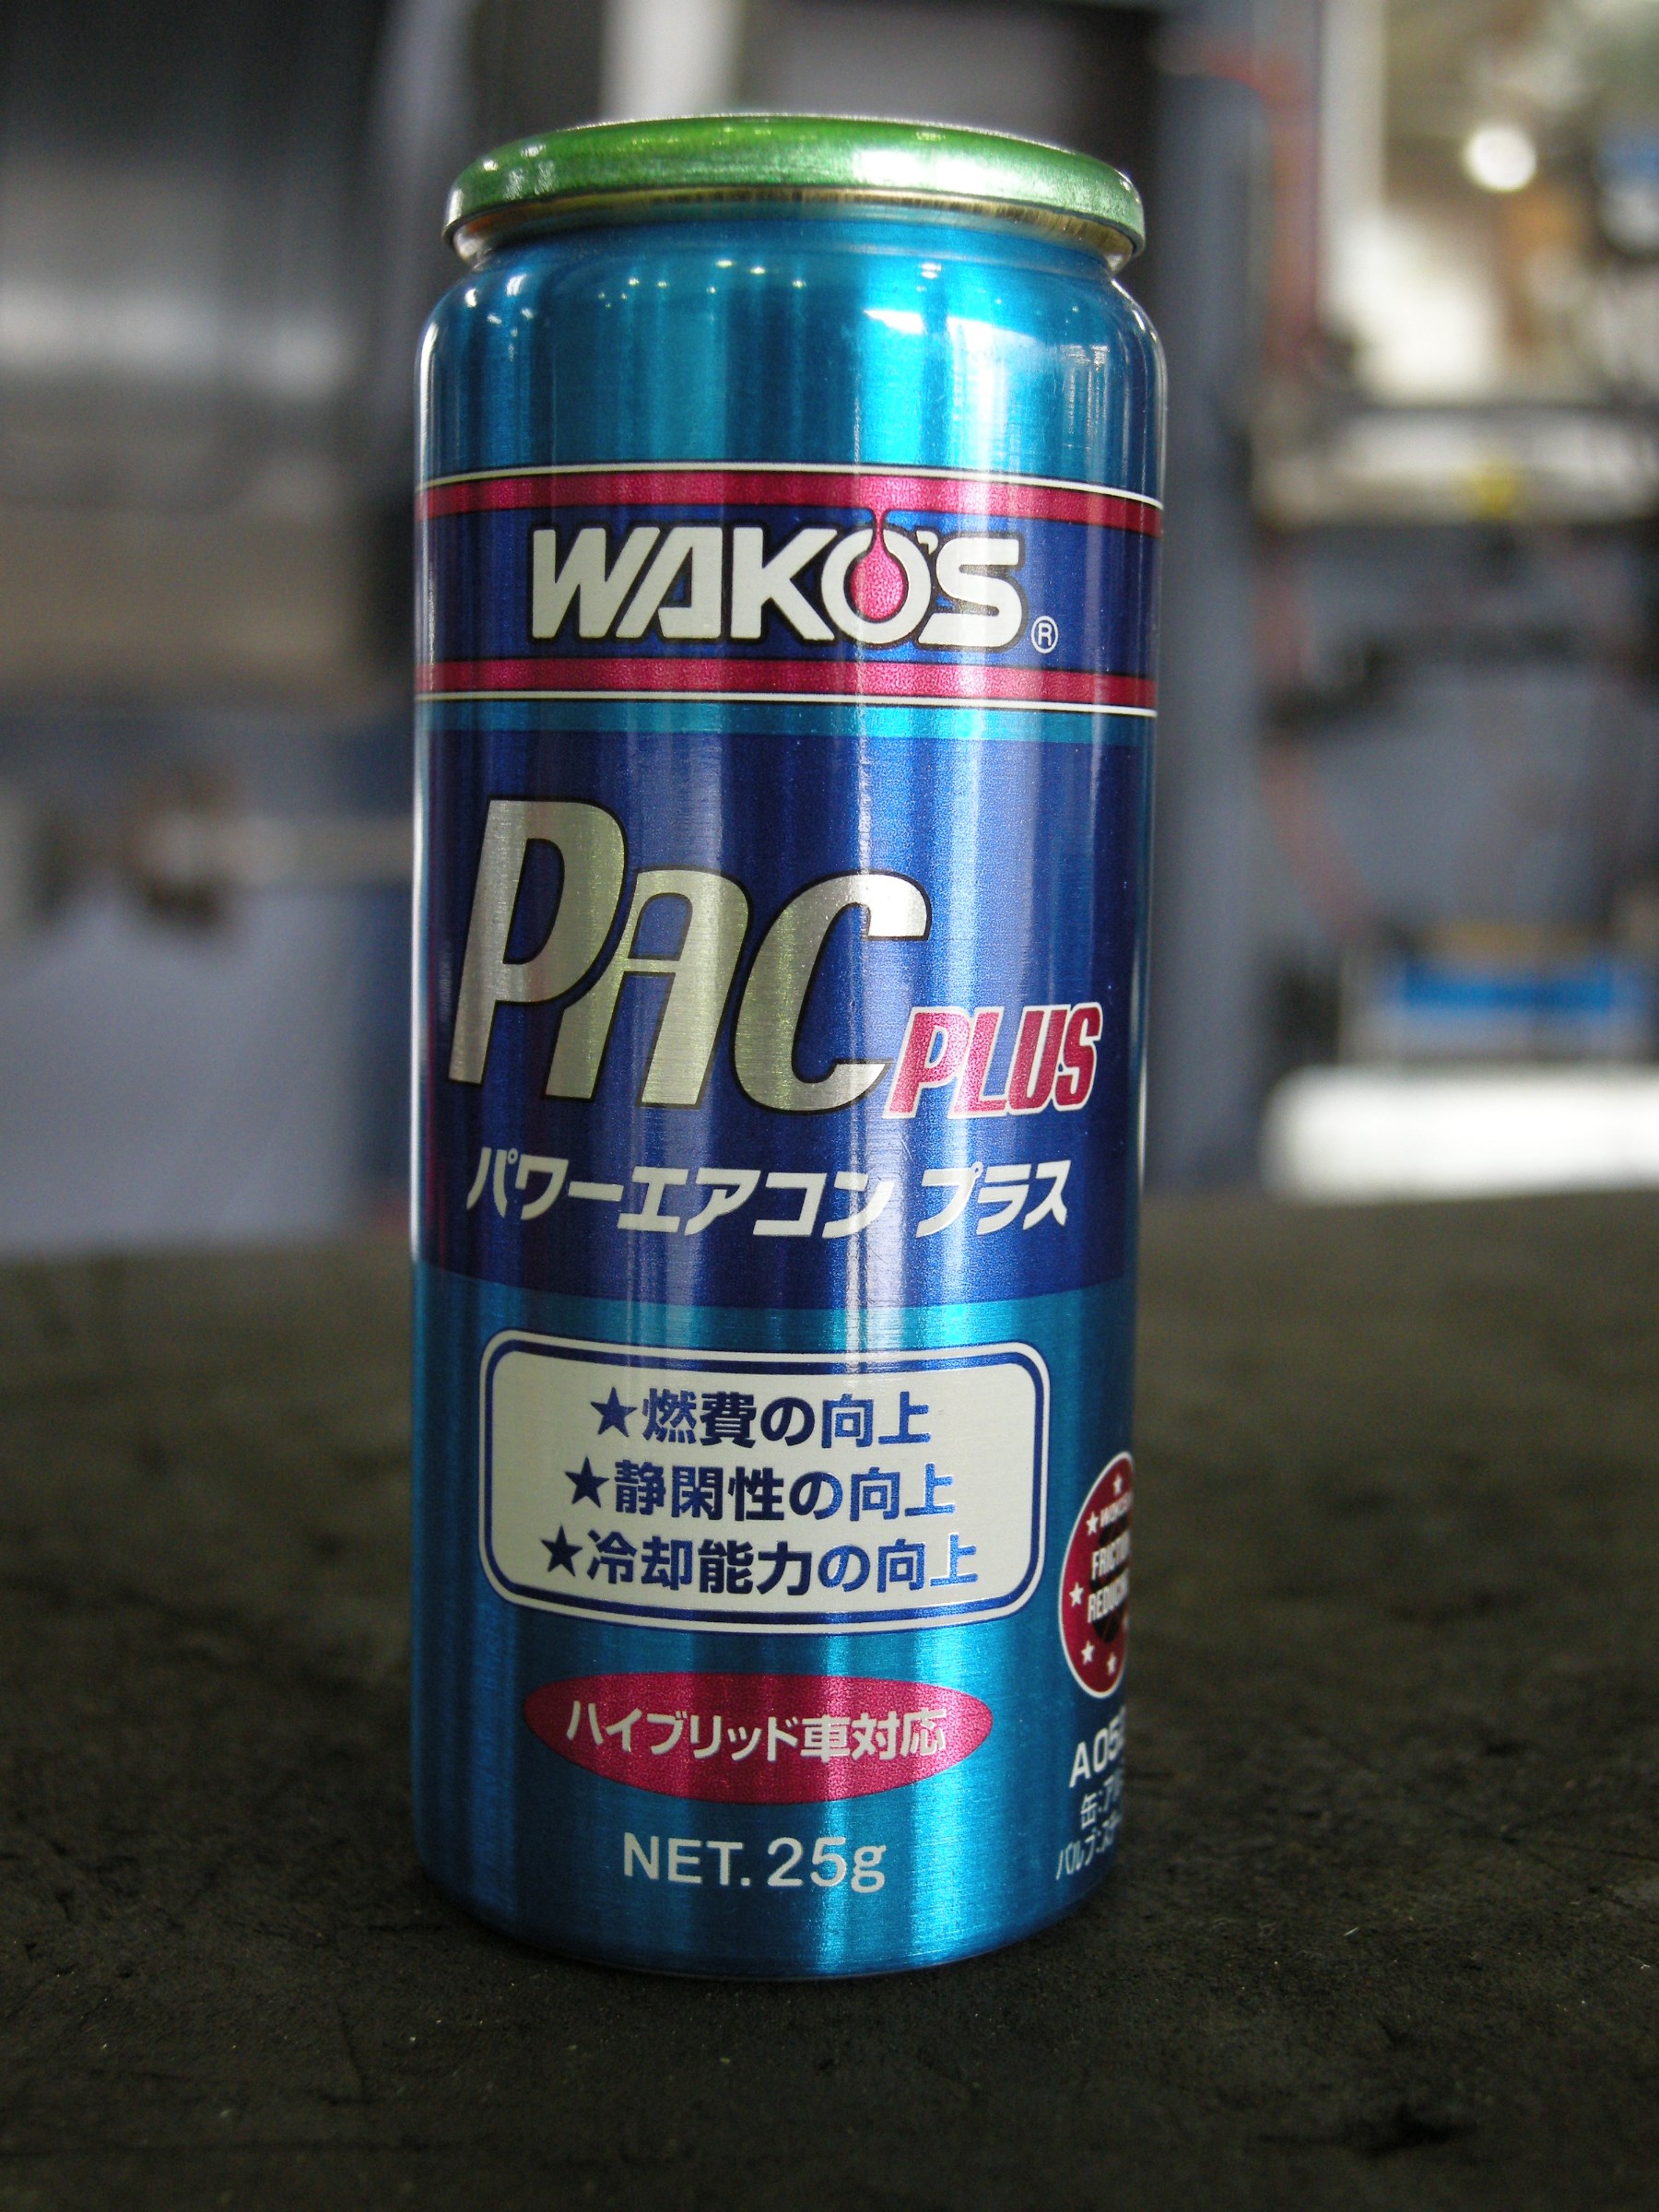 WAKO'S®
PAC PLUS
パワーエアコン プラス
★燃費の向上
★静閑性の向上
★冷却能力の向上
ハイブリッド車対応
NET. 25g
WAKO'S